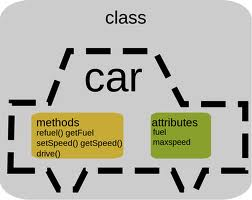 class
car
methods
refuel() getFuel
setSpeed() getSpeed()
drive()
attributes
fuel
maxspeed